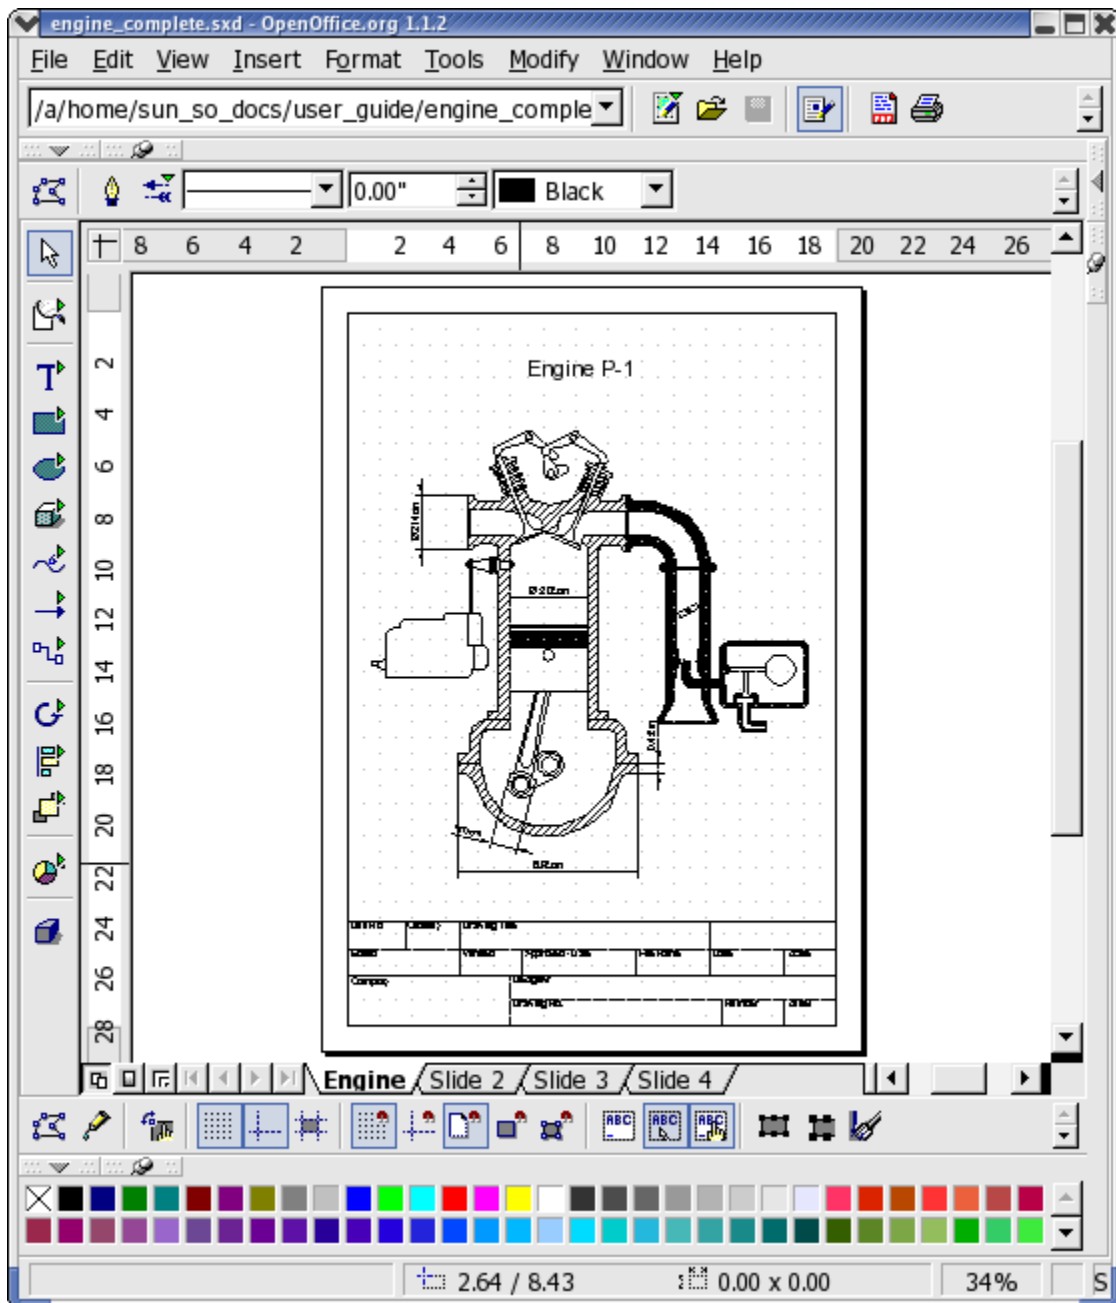 engine_complete.sxd - OpenOffice.org 1.1.2
File Edit View Insert Format Tools Modify Window Help
/a/home/sun_so_docs/user_guide/engine_comple
0.00" Black
8 6 4 2 2 4 6 8 10 12 14 16 18 20 22 24 26
2
4
6
8
10
12
14
16
18
20
22
24
26
28
Engine P-1
Engine Slide 2 Slide 3 Slide 4
ABC ABC ABC
2.64 / 8.43 0.00 x 0.00 34% S